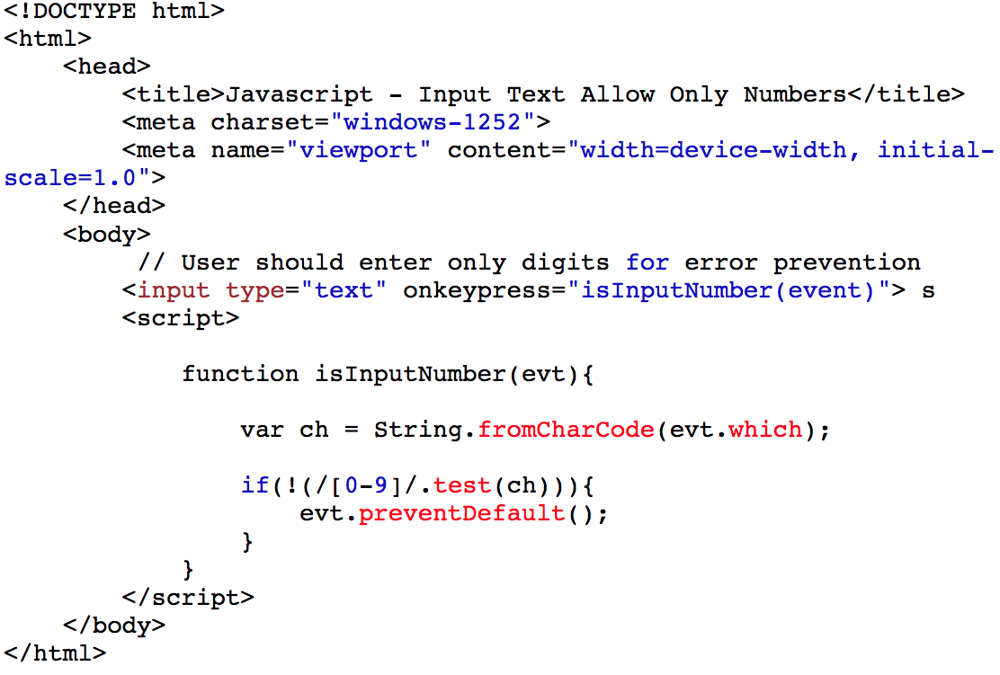 <!DOCTYPE html>
<html>
    <head>
        <title>Javascript - Input Text Allow Only Numbers</title>
        <meta charset="windows-1252">
        <meta name="viewport" content="width=device-width, initial-
scale=1.0">
    </head>
    <body>
         // User should enter only digits for error prevention
        <input type="text" onkeypress="isInputNumber(event)"> s
        <script>
            function isInputNumber(evt){
                var ch = String.fromCharCode(evt.which);
                if(!(/[0-9]/.test(ch))){
                    evt.preventDefault();
                }
            }
        </script>
    </body>
</html>